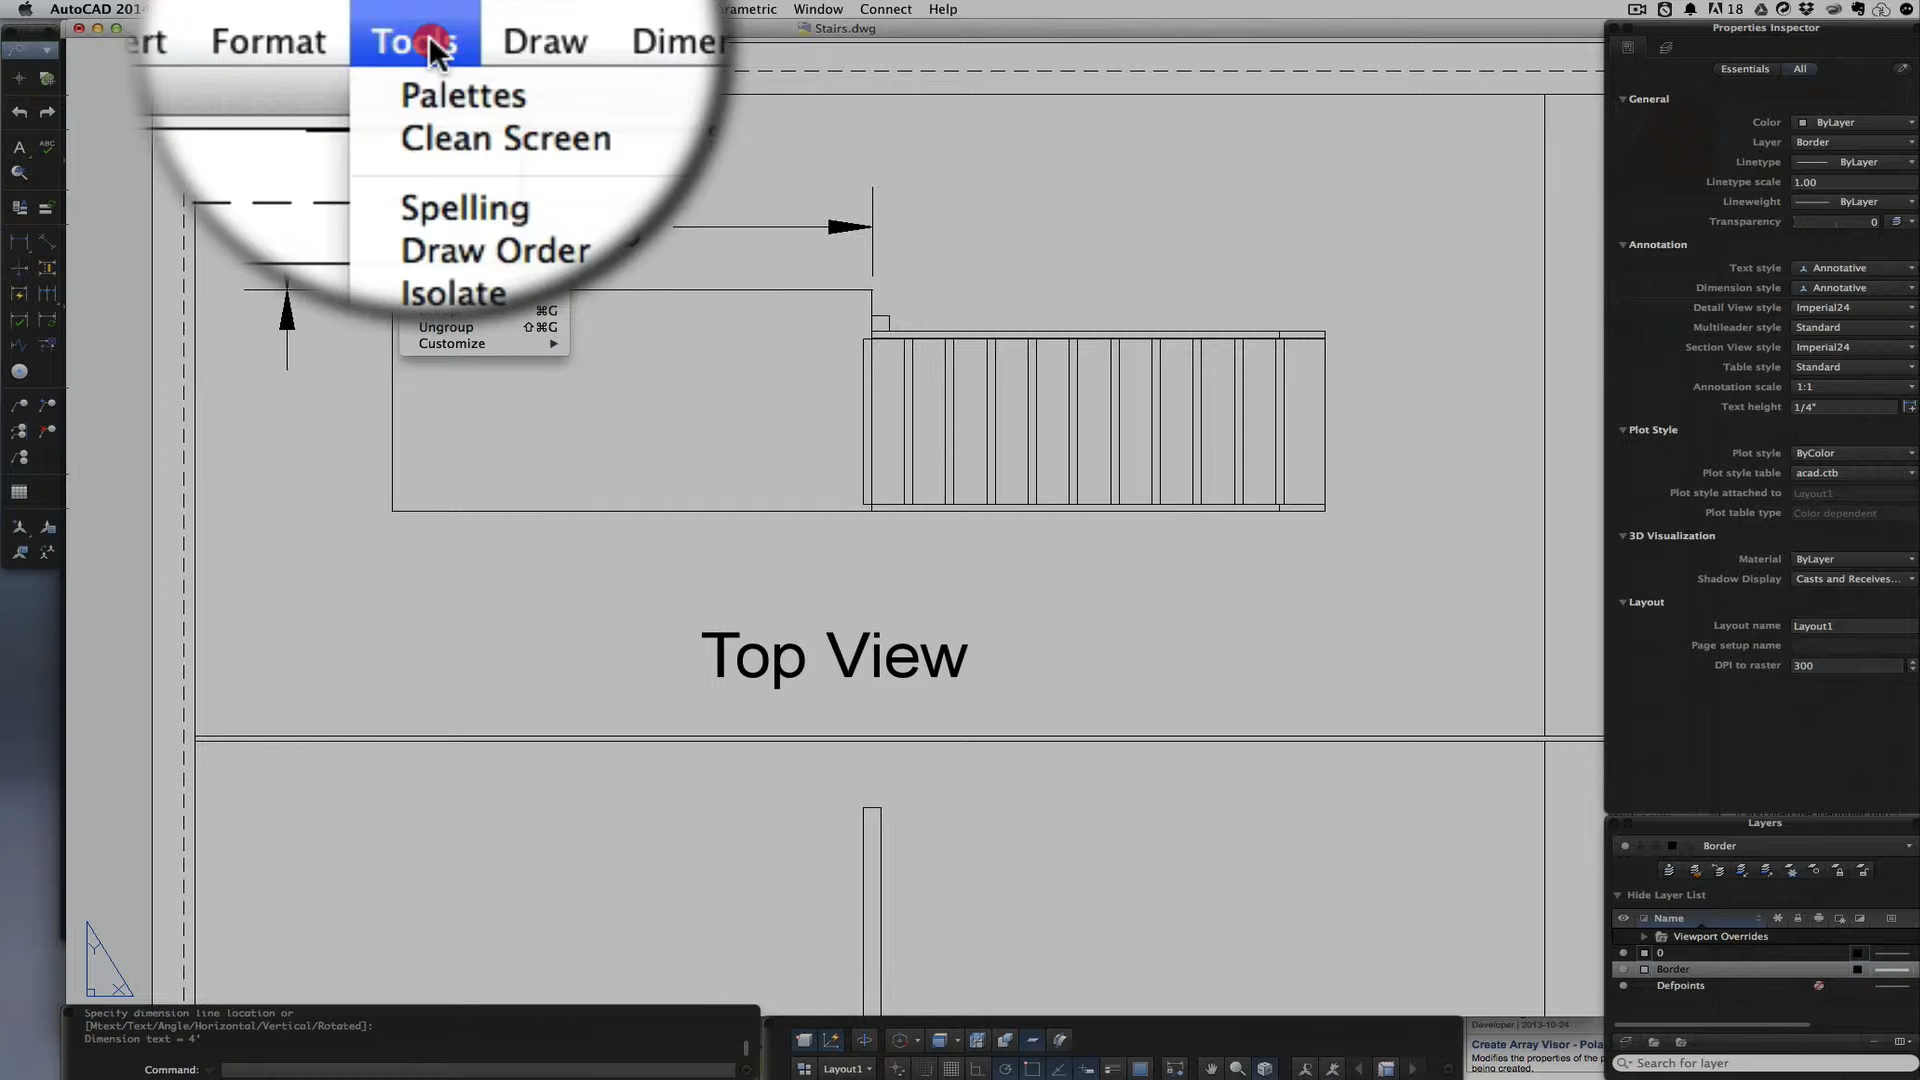 AutoCAD 201
arametric Window Connect Help
18
Stairs.dwg
ert Format Tools Draw Dimen
Palettes
Clean Screen
Spelling
Draw Order
Isolate
⌘G
Ungroup ⇧⌘G
Customize
Top View
Properties Inspector
Essentials All
General
Color ByLayer
Layer Border
Linetype ByLayer
Linetype scale 1.00
Lineweight ByLayer
Transparency 0
Annotation
Text style Annotative
Dimension style Annotative
Detail View style Imperial24
Multileader style Standard
Section View style Imperial24
Table style Standard
Annotation scale 1:1
Text height 1/4"
Plot Style
Plot style ByColor
Plot style table acad.ctb
Plot style attached to Layout1
Plot table type Color dependent
3D Visualization
Material ByLayer
Shadow Display Casts and Receives...
Layout
Layout name Layout1
Page setup name
DPI to raster 300
Layers
Border
Hide Layer List
Name
Viewport Overrides
0
Border
Defpoints
Search for layer
Y
X
Specify dimension line location or
[Mtext/Text/Angle/Horizontal/Vertical/Rotated]:
Dimension text = 4'
Command:
Layout1
Developer | 2013-10-24
Create Array Visor - Pola
Modifies the properties of the p
being created.